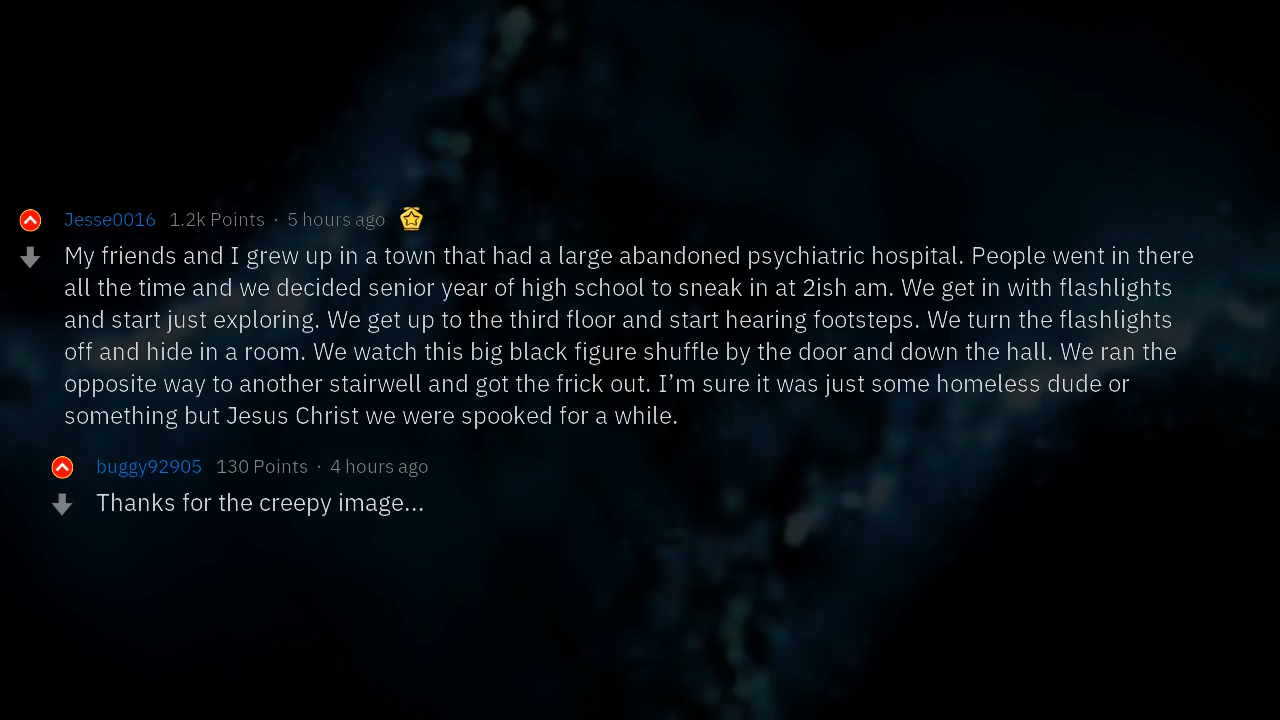 Jesse0016 1.2k Points · 5 hours ago
My friends and I grew up in a town that had a large abandoned psychiatric hospital. People went in there
all the time and we decided senior year of high school to sneak in at 2ish am. We get in with flashlights
and start just exploring. We get up to the third floor and start hearing footsteps. We turn the flashlights
off and hide in a room. We watch this big black figure shuffle by the door and down the hall. We ran the
opposite way to another stairwell and got the frick out. I’m sure it was just some homeless dude or
something but Jesus Christ we were spooked for a while.
buggy92905 130 Points · 4 hours ago
Thanks for the creepy image...